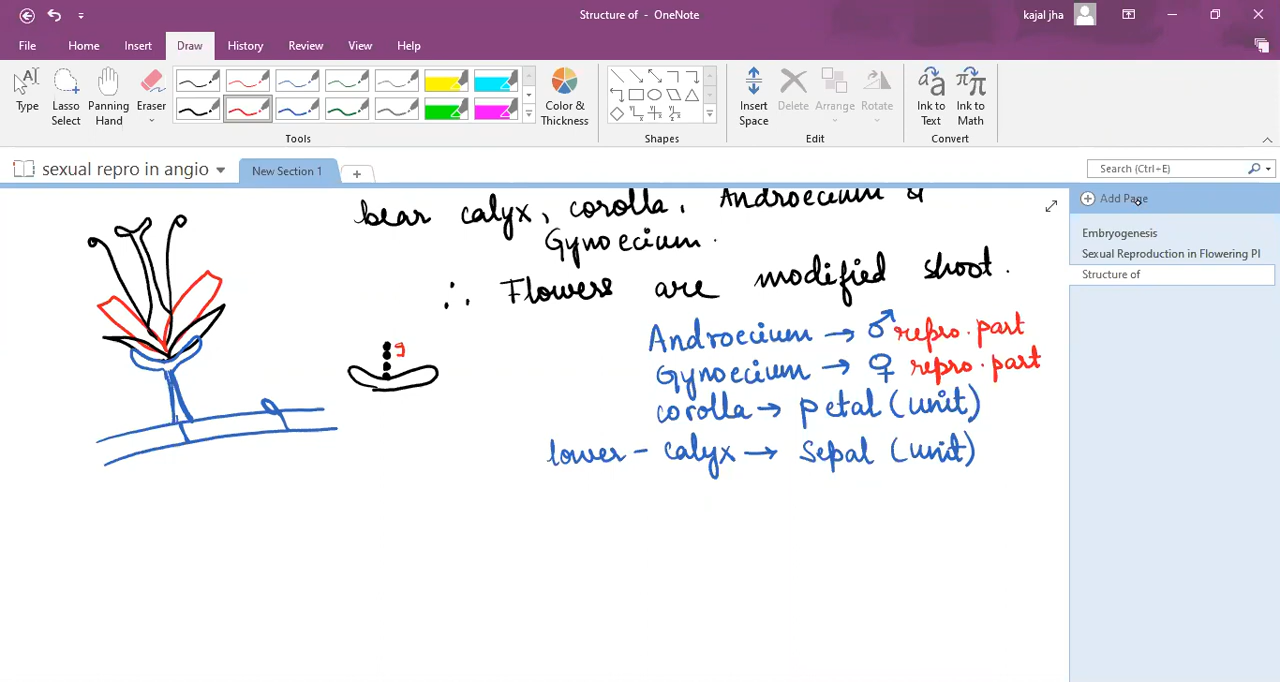 Structure of - OneNote
kajal jha
File Home Insert Draw History Review View Help
Type
Lasso Select
Panning Hand
Eraser
Color & Thickness
Insert Space
Delete
Arrange
Rotate
Ink to Text
Ink to Math
Tools
Shapes
Edit
Convert
sexual repro in angio
New Section 1
Search (Ctrl+E)
Add Page
Embryogenesis
Sexual Reproduction in Flowering Pl
Structure of
bear calyx, corolla, Androecium &
Gynoecium.
∴ Flowers are modified shoot.
Androecium → ♂ repro. part
Gynoecium → ♀ repro. part
corolla → petal (unit)
lower - calyx → Sepal (unit)
g